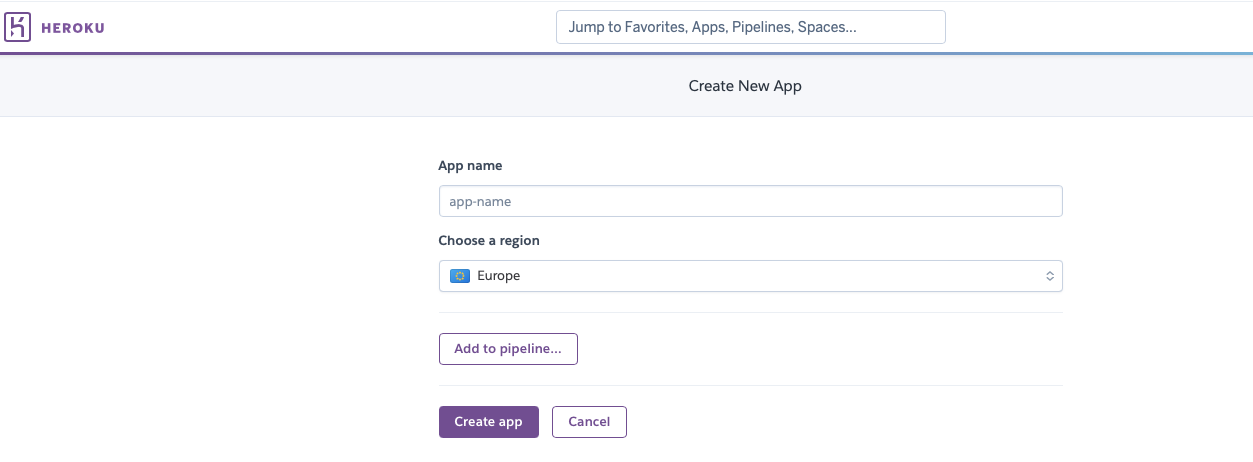 HEROKU
Jump to Favorites, Apps, Pipelines, Spaces...
Create New App
App name
app-name
Choose a region
Europe
Add to pipeline...
Create app
Cancel